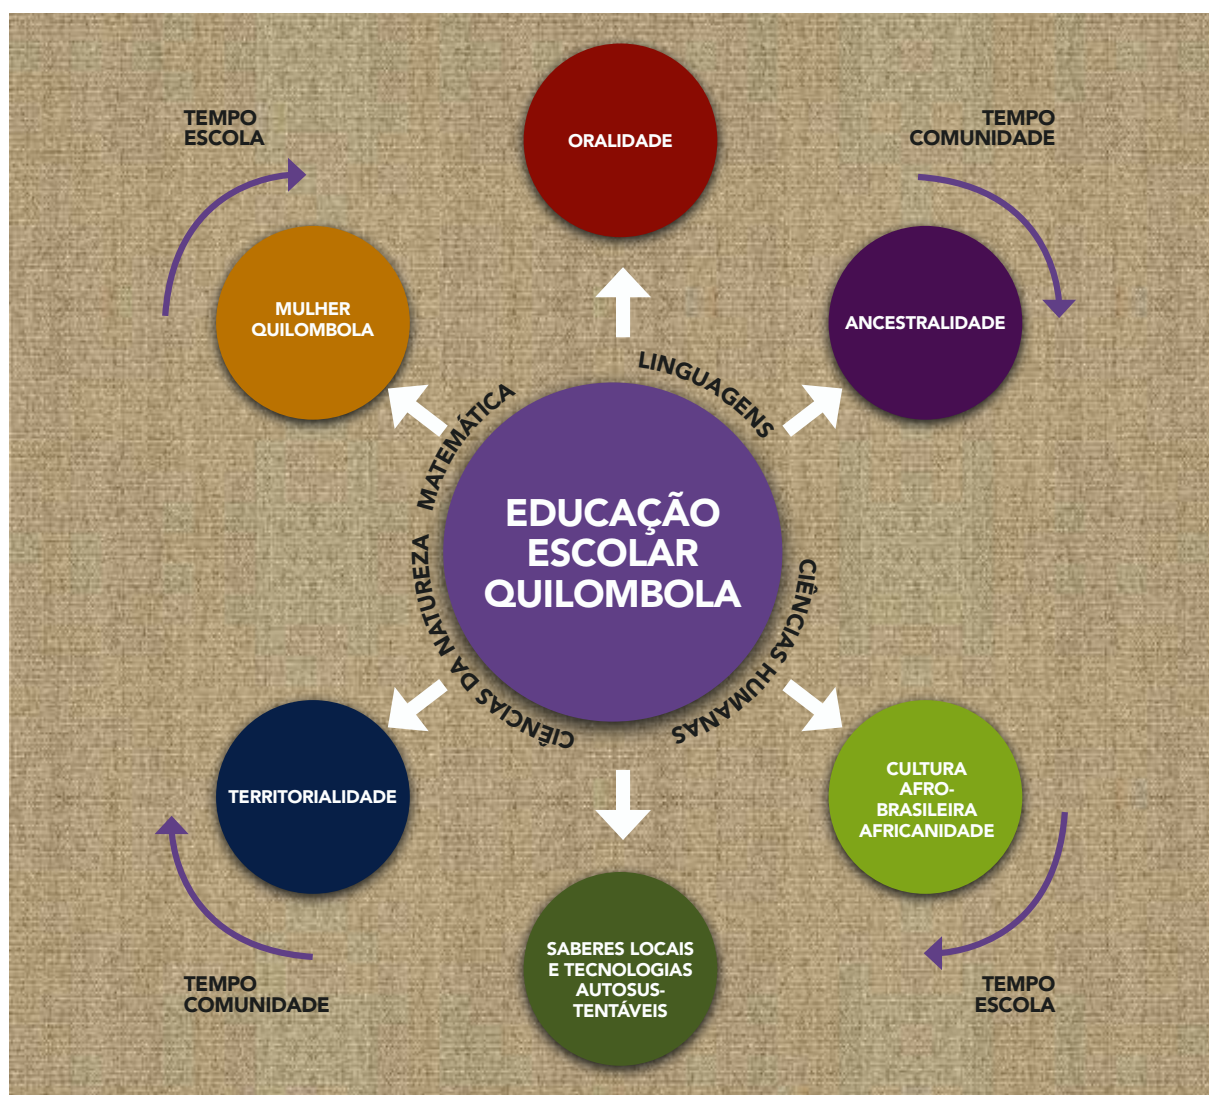 TEMPO
ESCOLA
ORALIDADE
TEMPO
COMUNIDADE
MULHER
QUILOMBOLA
ANCESTRALIDADE
LINGUAGENS
MATEMÁTICA
EDUCAÇÃO
ESCOLAR
QUILOMBOLA
CIÊNCIAS DA NATUREZA
CIÊNCIAS HUMANAS
TERRITORIALIDADE
CULTURA
AFRO-
BRASILEIRA
AFRICANIDADE
SABERES LOCAIS
E TECNOLOGIAS
AUTOSUS-
TENTÁVEIS
TEMPO
COMUNIDADE
TEMPO
ESCOLA